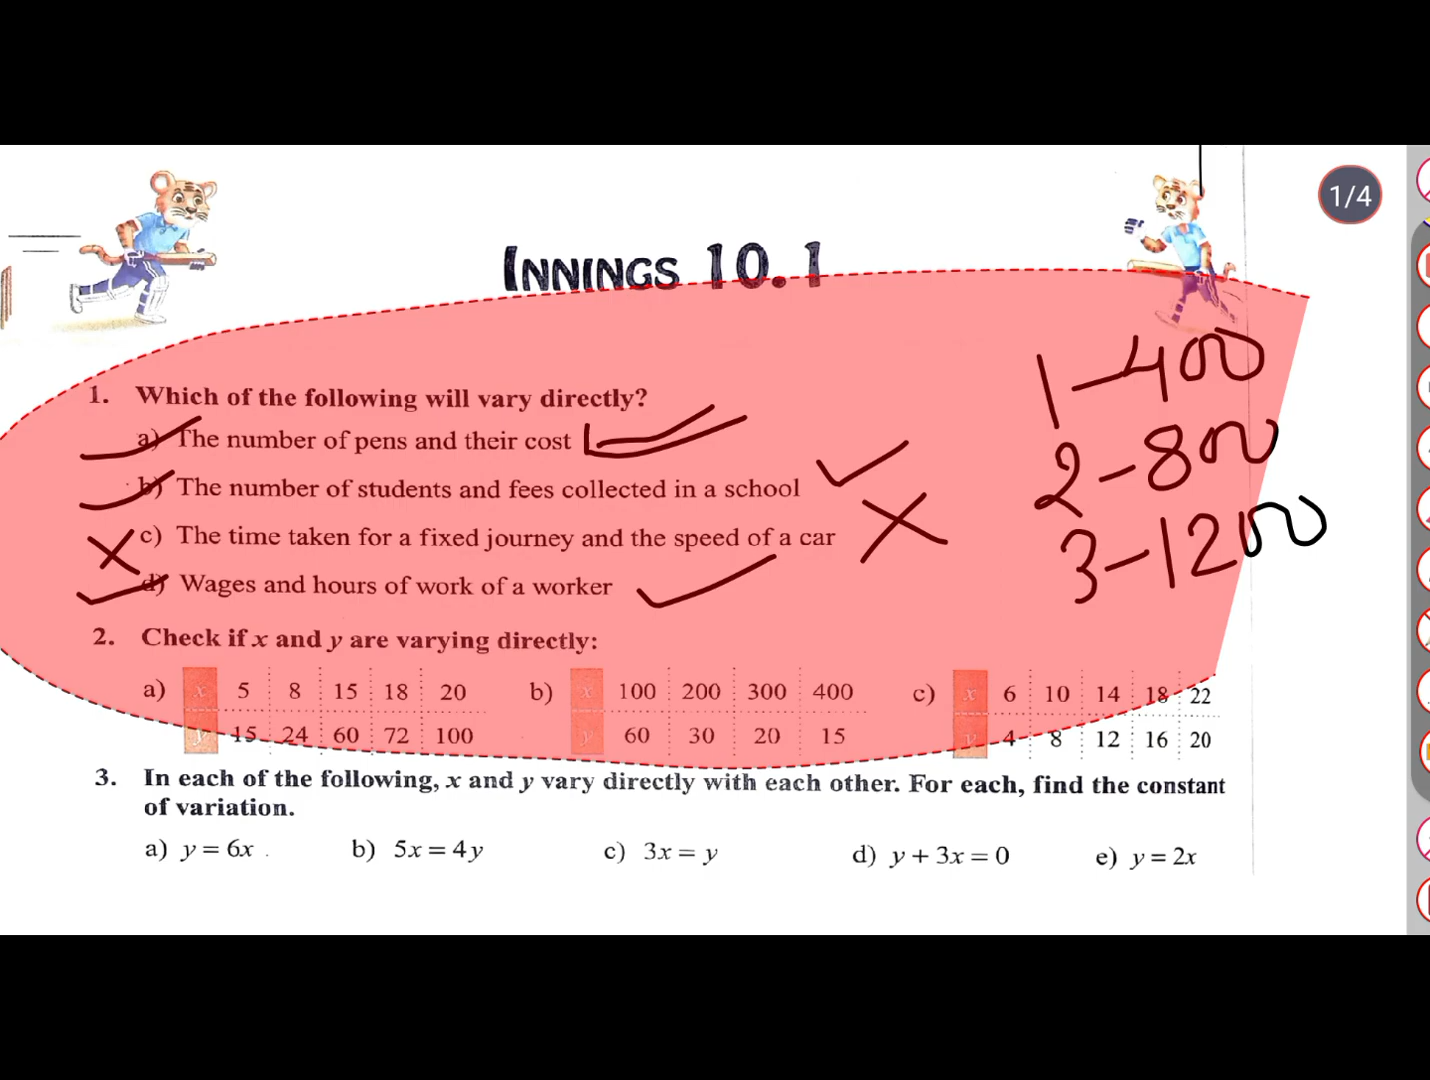 1/4
INNINGS 10.1
1-400
2-800
3-1200
1. Which of the following will vary directly?
a) The number of pens and their cost
b) The number of students and fees collected in a school
c) The time taken for a fixed journey and the speed of a car
d) Wages and hours of work of a worker
2. Check if x and y are varying directly:
a) x 5 8 15 18 20
y 15 24 60 72 100
b) x 100 200 300 400
y 60 30 20 15
c) x 6 10 14 18 22
y 4 8 12 16 20
3. In each of the following, x and y vary directly with each other. For each, find the constant
of variation.
a) y = 6x b) 5x = 4y c) 3x = y d) y + 3x = 0 e) y = 2x